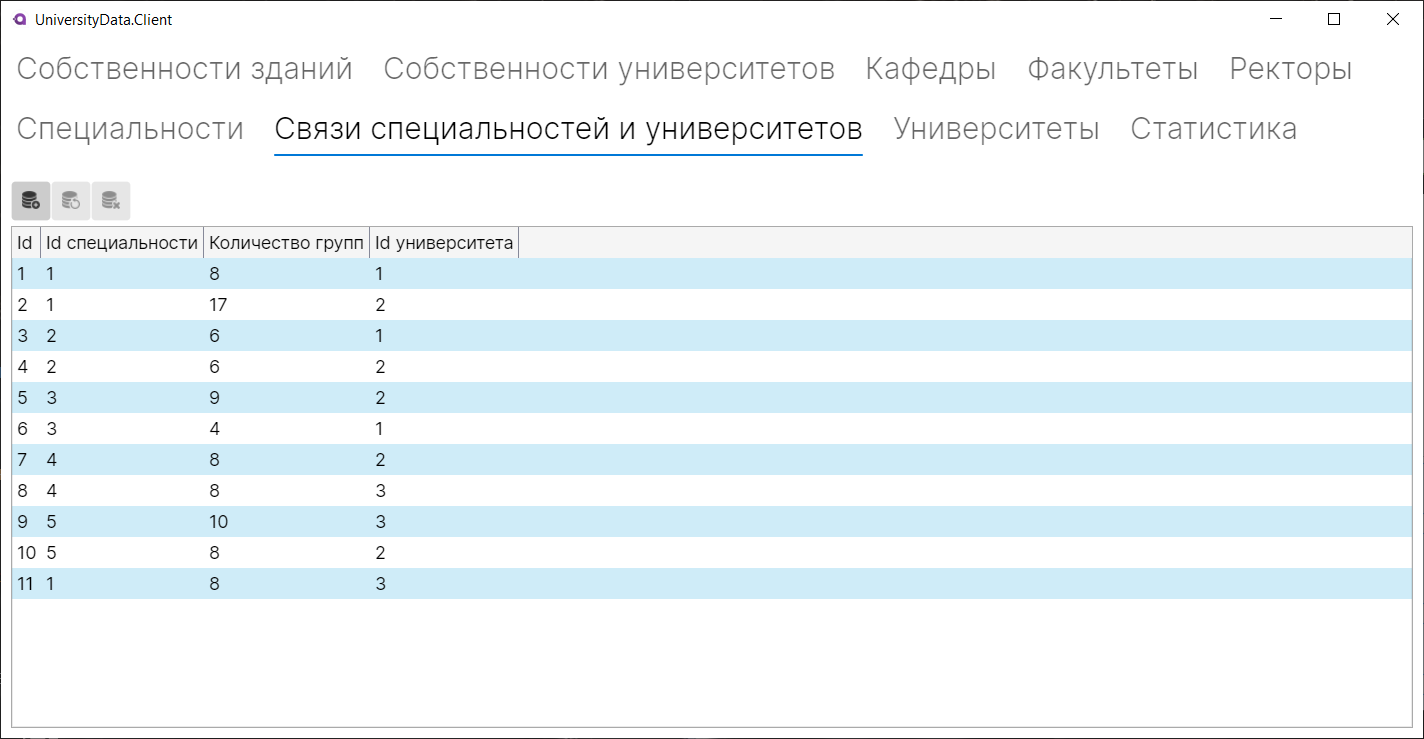 UniversityData.Client
Собственности зданий Собственности университетов Кафедры Факультеты Ректоры
Специальности Связи специальностей и университетов Университеты Статистика
Id Id специальности Количество групп Id университета
1 1 8 1
2 1 17 2
3 2 6 1
4 2 6 2
5 3 9 2
6 3 4 1
7 4 8 2
8 4 8 3
9 5 10 3
10 5 8 2
11 1 8 3